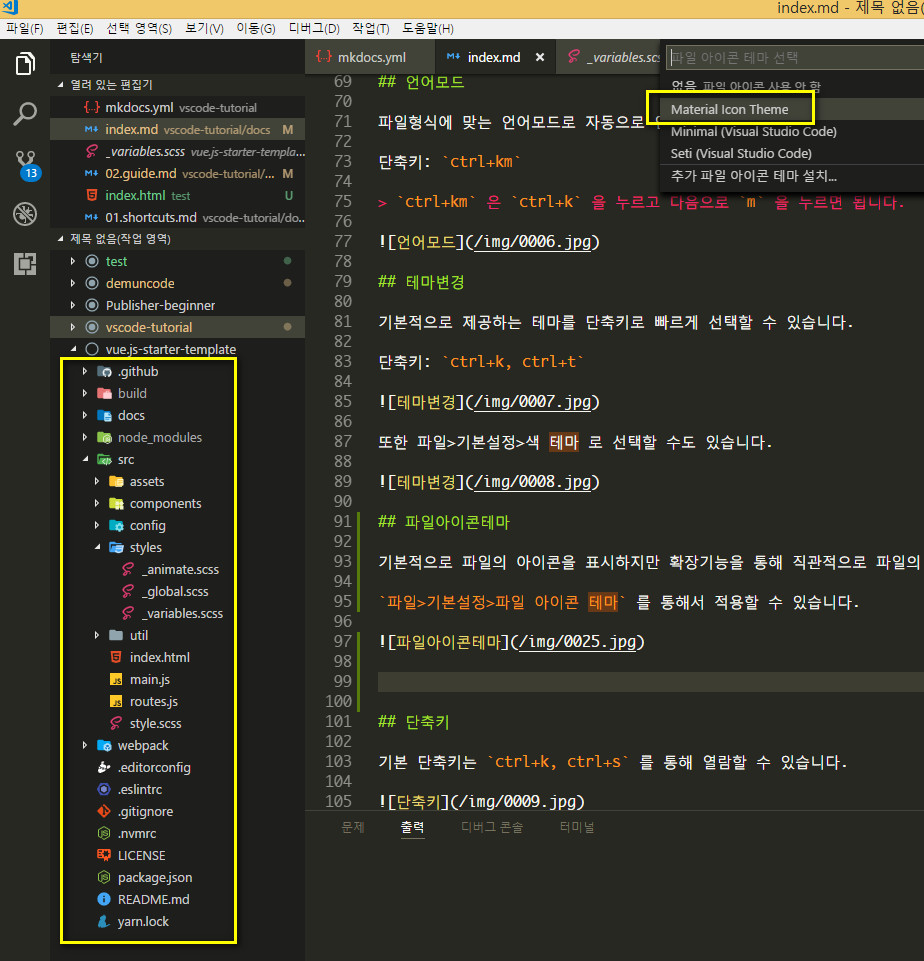 index.md - 제목 없음(
파일(F) 편집(E) 선택 영역(S) 보기(V) 이동(G) 디버그(D) 작업(T) 도움말(H)
탐색기
열려 있는 편집기
mkdocs.yml vscode-tutorial
index.md vscode-tutorial/docs M
_variables.scss vue.js-starter-templa...
02.guide.md vscode-tutorial/... M
index.html test U
01.shortcuts.md vscode-tutorial/do...
13
제목 없음(작업 영역)
test
demuncode
Publisher-beginner
vscode-tutorial
vue.js-starter-template
.github
build
docs
node_modules
src
assets
components
config
styles
_animate.scss
_global.scss
_variables.scss
util
index.html
main.js
routes.js
style.scss
webpack
.editorconfig
.eslintrc
.gitignore
.nvmrc
LICENSE
package.json
README.md
yarn.lock
mkdocs.yml index.md _variables.scs
파일 아이콘 테마 선택
없음 파일 아이콘 사용 안 함
Material Icon Theme
Minimal (Visual Studio Code)
Seti (Visual Studio Code)
추가 파일 아이콘 테마 설치...
69 ## 언어모드
70
71 파일형식에 맞는 언어모드로 자동으로
72
73 단축키: `ctrl+km`
74
75 > `ctrl+km` 은 `ctrl+k` 을 누르고 다음으로 `m` 을 누르면 됩니다.
76
77 ![언어모드](/img/0006.jpg)
78
79 ## 테마변경
80
81 기본적으로 제공하는 테마를 단축키로 빠르게 선택할 수 있습니다.
82
83 단축키: `ctrl+k, ctrl+t`
84
85 ![테마변경](/img/0007.jpg)
86
87 또한 파일>기본설정>색 테마 로 선택할 수도 있습니다.
88
89 ![테마변경](/img/0008.jpg)
90
91 ## 파일아이콘테마
92
93 기본적으로 파일의 아이콘을 표시하지만 확장기능을 통해 직관적으로 파일의
94
95 `파일>기본설정>파일 아이콘 테마` 를 통해서 적용할 수 있습니다.
96
97 ![파일아이콘테마](/img/0025.jpg)
98
99
100
101 ## 단축키
102
103 기본 단축키는 `ctrl+k, ctrl+s` 를 통해 열람할 수 있습니다.
104
105 ![단축키](/img/0009.jpg)
문제 출력 디버그 콘솔 터미널